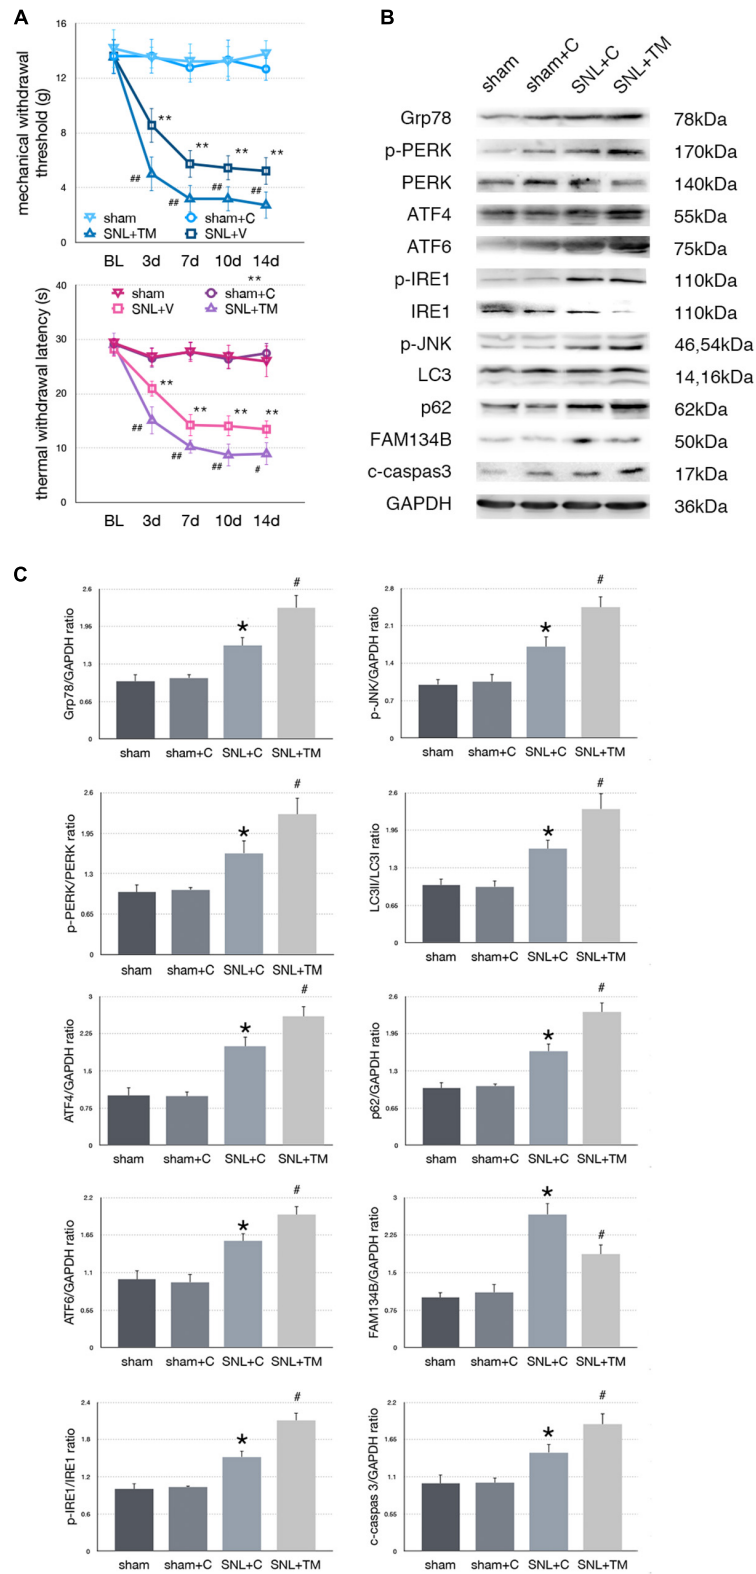 A
mechanical withdrawal
threshold (g)
16
12
8
4
0
** ** ** **
## ## ## ##
sham
sham+C
SNL+TM
SNL+V
BL 3d 7d 10d 14d
**
thermal withdrawal latency (s)
40
30
20
10
0
sham
sham+C
SNL+V
SNL+TM
** ** ** **
## ## ## #
BL 3d 7d 10d 14d
B
sham sham+C SNL+C SNL+TM
Grp78 78kDa
p-PERK 170kDa
PERK 140kDa
ATF4 55kDa
ATF6 75kDa
p-IRE1 110kDa
IRE1 110kDa
p-JNK 46,54kDa
LC3 14,16kDa
p62 62kDa
FAM134B 50kDa
c-caspas3 17kDa
GAPDH 36kDa
C
Grp78/GAPDH ratio
2.6
1.95
1.3
0.65
0
* #
sham sham+C SNL+C SNL+TM
p-JNK/GAPDH ratio
2.8
2.1
1.4
0.7
0
* #
sham sham+C SNL+C SNL+TM
p-PERK/PERK ratio
2.6
1.95
1.3
0.65
0
* #
sham sham+C SNL+C SNL+TM
LC3II/LC3I ratio
2.6
1.95
1.3
0.65
0
* #
sham sham+C SNL+C SNL+TM
ATF4/GAPDH ratio
3
2.25
1.5
0.75
0
* #
sham sham+C SNL+C SNL+TM
p62/GAPDH ratio
2.6
1.95
1.3
0.65
0
* #
sham sham+C SNL+C SNL+TM
ATF6/GAPDH ratio
2.2
1.65
1.1
0.55
0
* #
sham sham+C SNL+C SNL+TM
FAM134B/GAPDH ratio
3
2.25
1.5
0.75
0
* #
sham sham+C SNL+C SNL+TM
p-IRE1/IRE1 ratio
2.4
1.8
1.2
0.6
0
* #
sham sham+C SNL+C SNL+TM
c-caspas 3/GAPDH ratio
2.2
1.65
1.1
0.55
0
* #
sham sham+C SNL+C SNL+TM